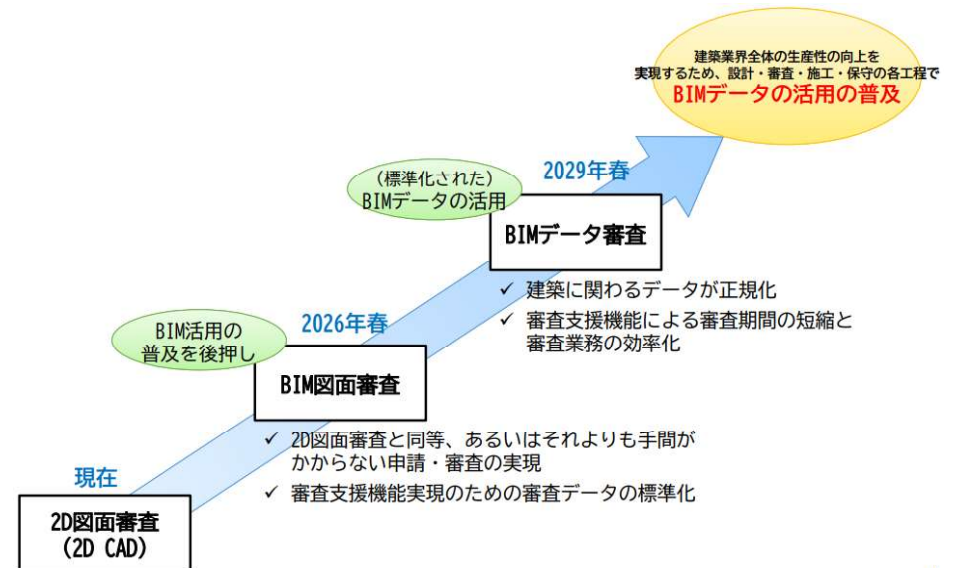 建築業界全体の生産性の向上を
実現するため、設計・審査・施工・保守の各工程で
BIMデータの活用の普及
2029年春
（標準化された）
BIMデータの活用
BIMデータ審査
✓ 建築に関わるデータが正規化
✓ 審査支援機能による審査期間の短縮と
審査業務の効率化
2026年春
BIM活用の
普及を後押し
BIM図面審査
✓ 2D図面審査と同等、あるいはそれよりも手間が
かからない申請・審査の実現
✓ 審査支援機能実現のための審査データの標準化
現在
2D図面審査
(2D CAD)